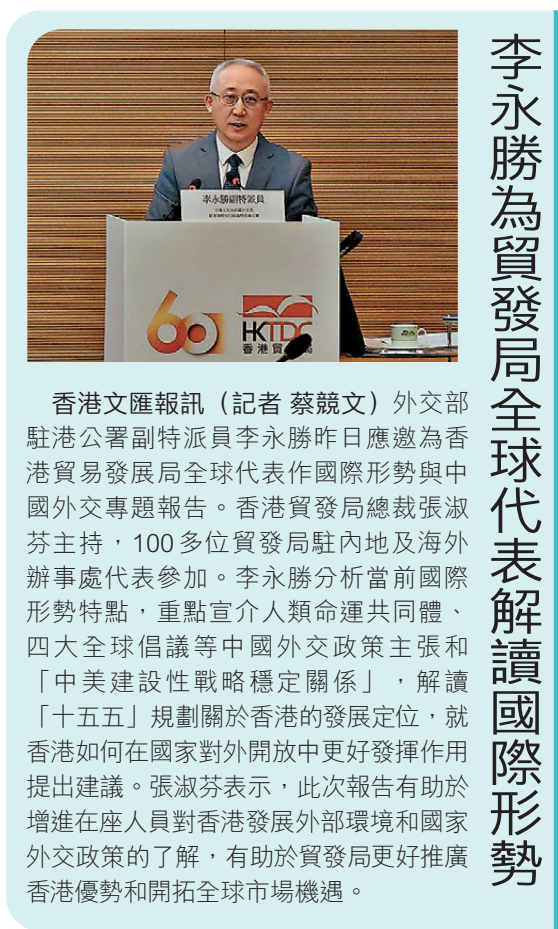 李永勝為貿發局全球代表解讀國際形勢
李永勝副特派員
60
HKTDC
香港貿
香港文匯報訊（記者 蔡競文）外交部
駐港公署副特派員李永勝昨日應邀為香
港貿易發展局全球代表作國際形勢與中
國外交專題報告。香港貿發局總裁張淑
芬主持，100多位貿發局駐內地及海外
辦事處代表參加。李永勝分析當前國際
形勢特點，重點宣介人類命運共同體、
四大全球倡議等中國外交政策主張和
「中美建設性戰略穩定關係」，解讀
「十五五」規劃關於香港的發展定位，就
香港如何在國家對外開放中更好發揮作用
提出建議。張淑芬表示，此次報告有助於
增進在座人員對香港發展外部環境和國家
外交政策的了解，有助於貿發局更好推廣
香港優勢和開拓全球市場機遇。